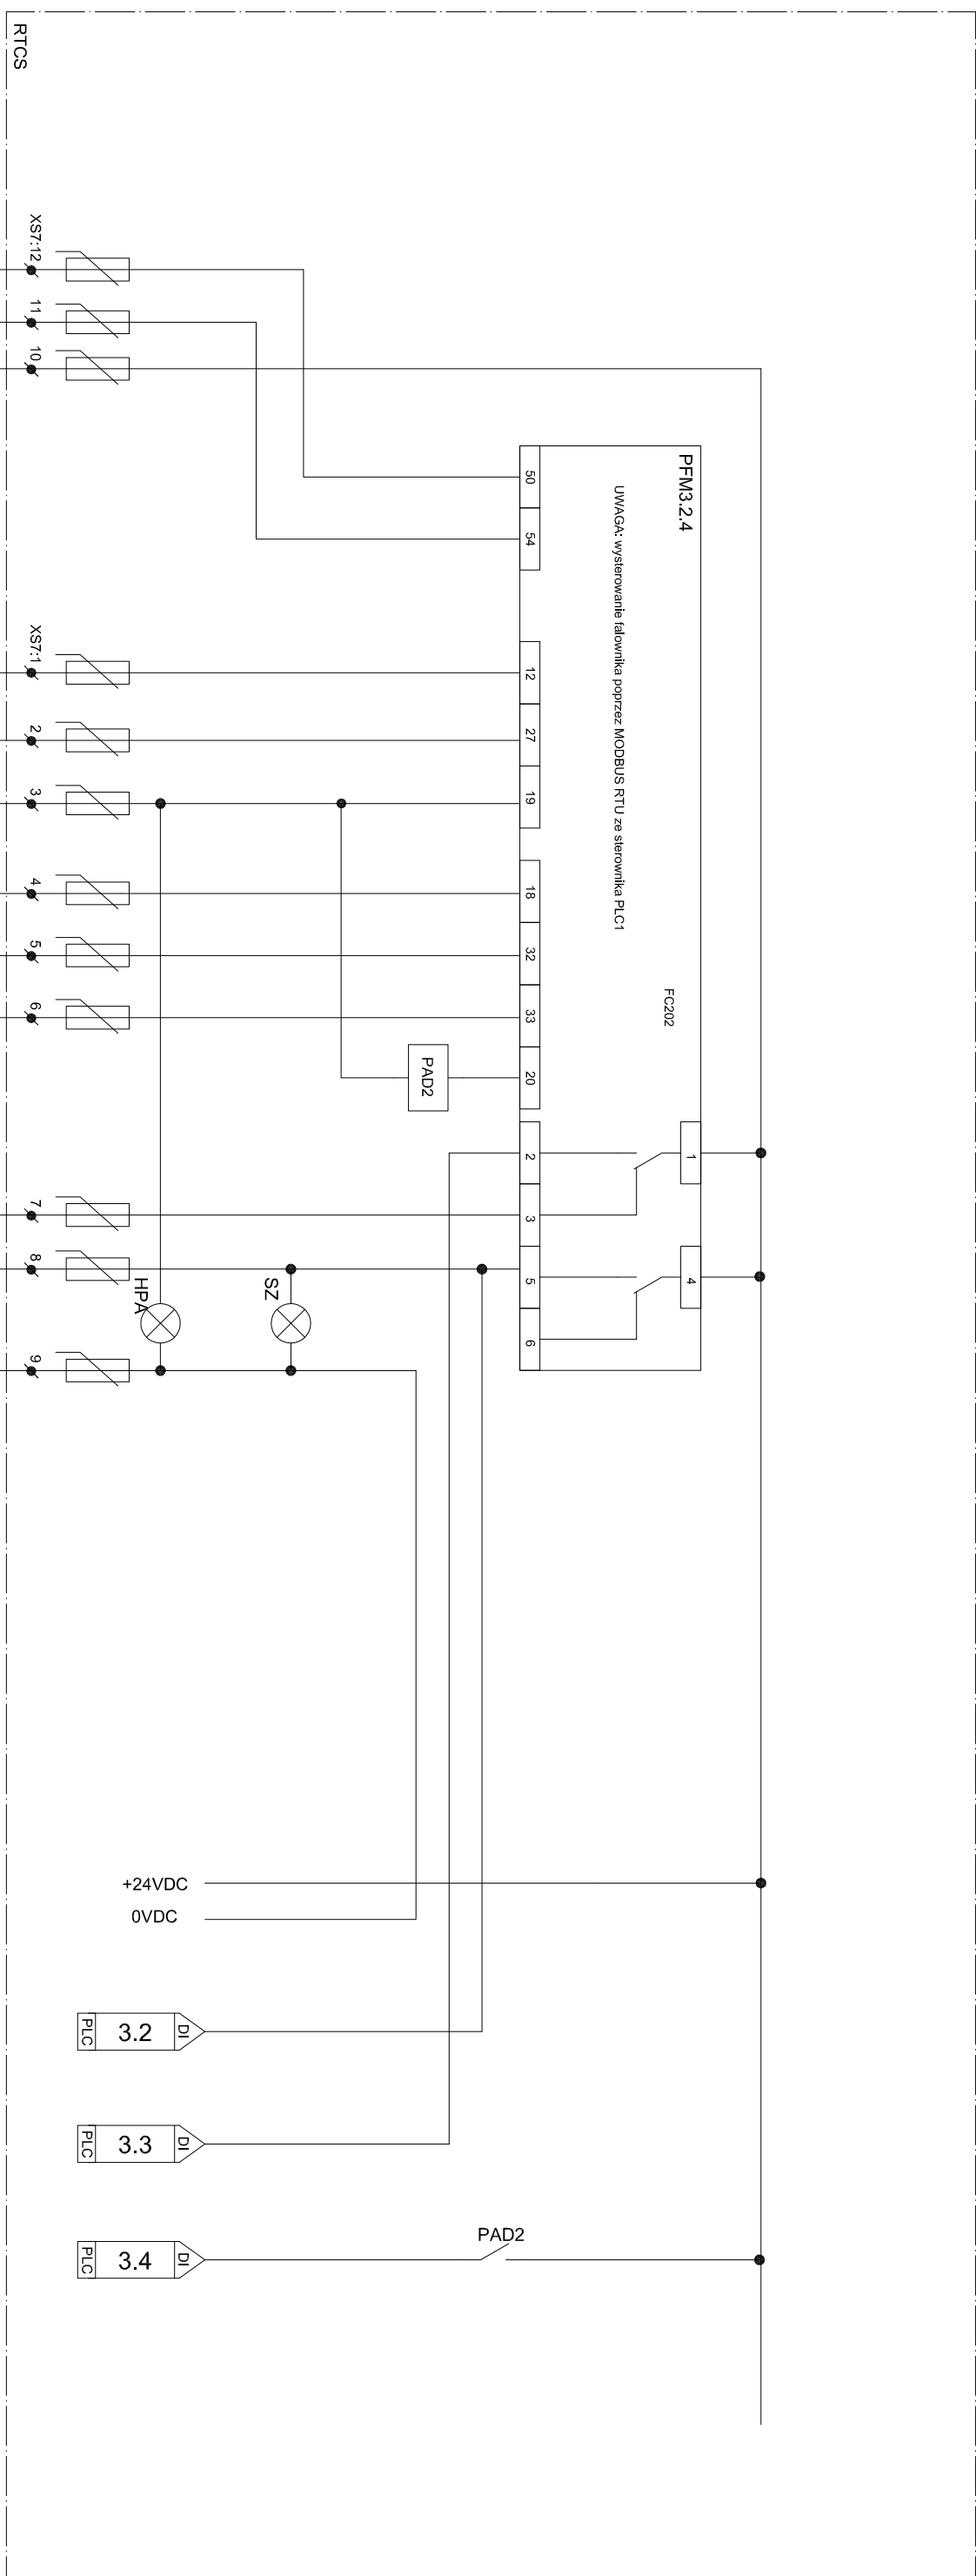 RTCS
XS7:12
11
10
PFM3.2.4
UWAGA: wysterowanie falownika poprzez MODBUS RTU ze sterownika PLC1
FC202
50
54
XS7:1
12
2
27
3
19
4
18
5
32
6
33
PAD2
20
2
1
7
3
8
5
4
HPA
SZ
9
6
+24VDC
0VDC
PLC 3.2 DI
PLC 3.3 DI
PAD2
PLC 3.4 DI